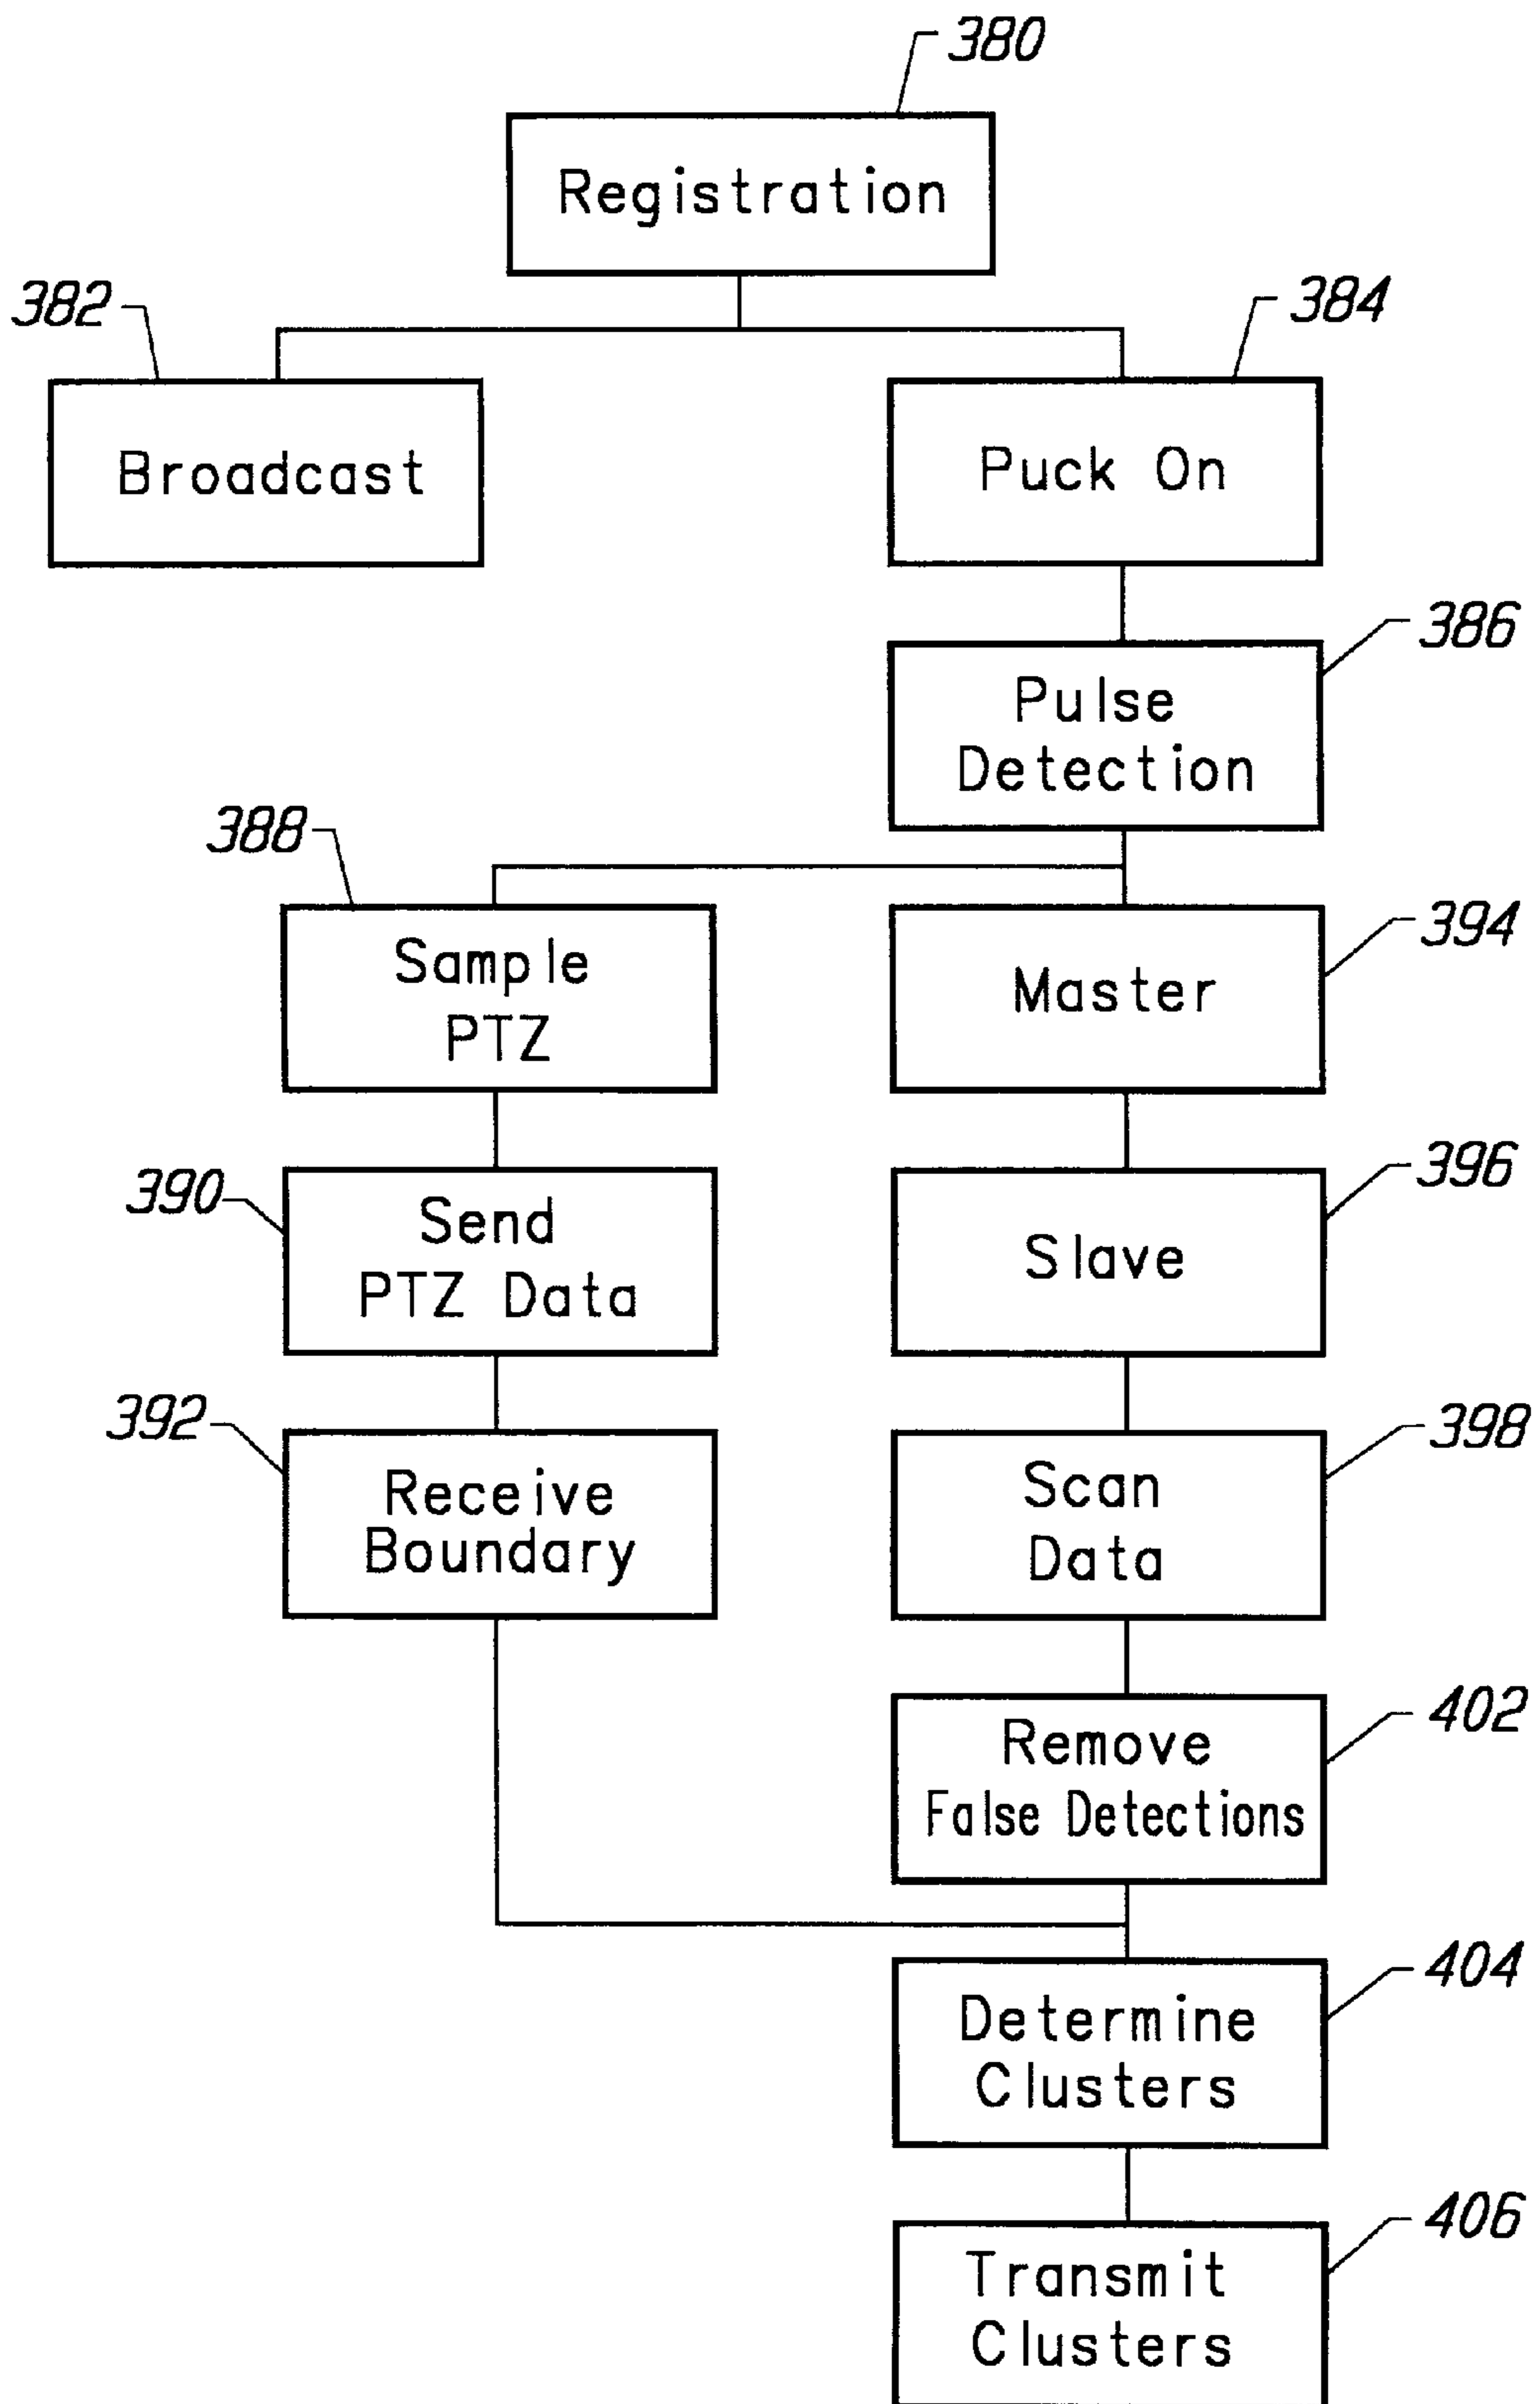 380
Registration
382
384
Broadcast
Puck On
386
Pulse
Detection
388
394
Sample
PTZ
Master
390
396
Send
PTZ Data
Slave
392
398
Receive
Boundary
Scan
Data
402
Remove
False Detections
404
Determine
Clusters
406
Transmit
Clusters